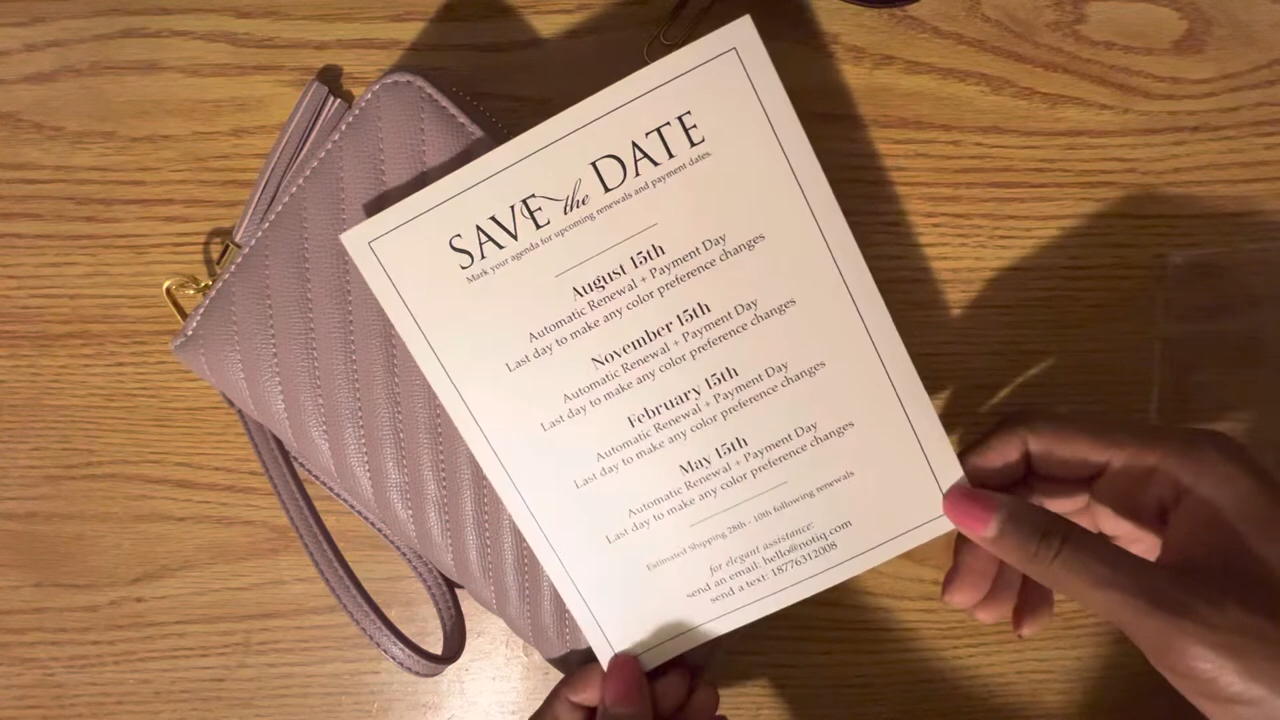 SAVE the DATE
Mark your agenda for upcoming renewals and payment dates.
August 15th
Automatic Renewal + Payment Day
Last day to make any color preference changes
November 15th
Automatic Renewal + Payment Day
Last day to make any color preference changes
February 15th
Automatic Renewal + Payment Day
Last day to make any color preference changes
May 15th
Automatic Renewal + Payment Day
Last day to make any color preference changes
Estimated Shipping 28th - 10th following renewals
for elegant assistance:
send an email: hello@notiq.com
send a text: 18776312008